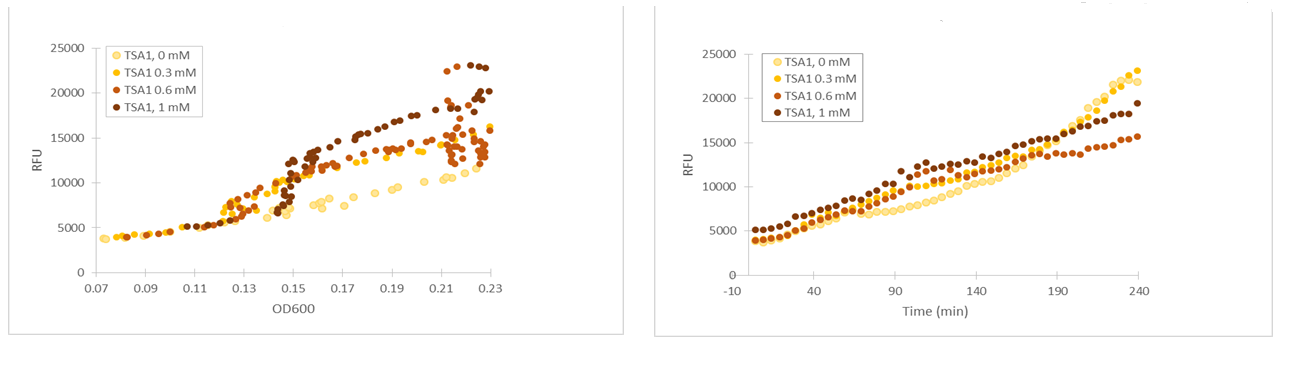 25000
20000
15000
10000
5000
0
RFU
TSA1, 0 mM
TSA1 0.3 mM
TSA1 0.6 mM
TSA1, 1 mM
0.07 0.09 0.11 0.13 0.15 0.17 0.19 0.21 0.23
OD600
25000
20000
15000
10000
5000
0
RFU
TSA1, 0 mM
TSA1 0.3 mM
TSA1 0.6 mM
TSA1, 1 mM
-10 40 90 140 190 240
Time (min)